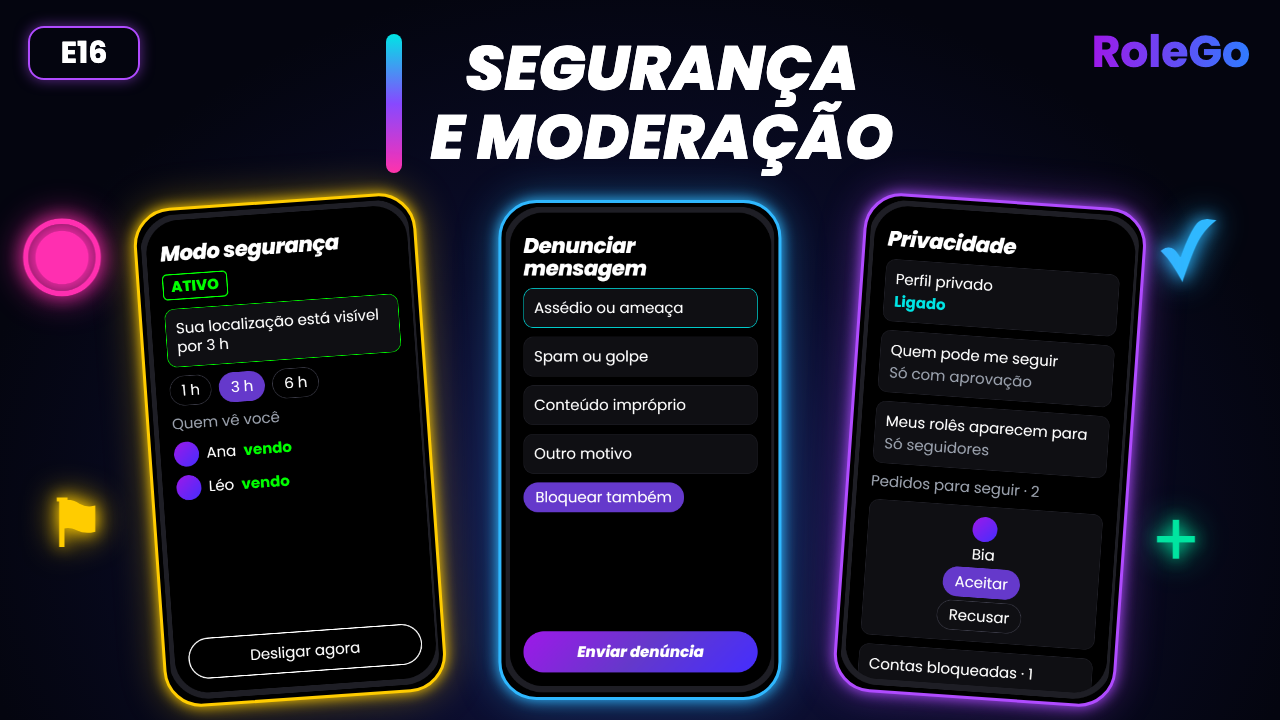 E16
SEGURANÇA
E MODERAÇÃO
RoleGo
Modo segurança
ATIVO
Sua localização está visível
por 3 h
1 h
3 h
6 h
Quem vê você
Ana vendo
Léo vendo
Desligar agora
Denunciar
mensagem
Assédio ou ameaça
Spam ou golpe
Conteúdo impróprio
Outro motivo
Bloquear também
Enviar denúncia
Privacidade
Perfil privado
Ligado
Quem pode me seguir
Só com aprovação
Meus rolês aparecem para
Só seguidores
Pedidos para seguir · 2
Bia
Aceitar
Recusar
Contas bloqueadas · 1